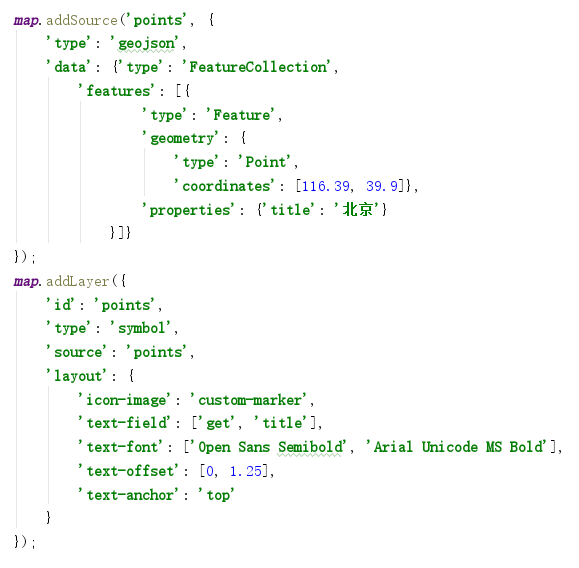 map.addSource('points', {
    'type': 'geojson',
    'data': {'type': 'FeatureCollection',
        'features': [{
                'type': 'Feature',
                'geometry': {
                    'type': 'Point',
                    'coordinates': [116.39, 39.9]},
                'properties': {'title': '北京'}
            }]}
});
map.addLayer({
    'id': 'points',
    'type': 'symbol',
    'source': 'points',
    'layout': {
        'icon-image': 'custom-marker',
        'text-field': ['get', 'title'],
        'text-font': ['Open Sans Semibold', 'Arial Unicode MS Bold'],
        'text-offset': [0, 1.25],
        'text-anchor': 'top'
    }
});